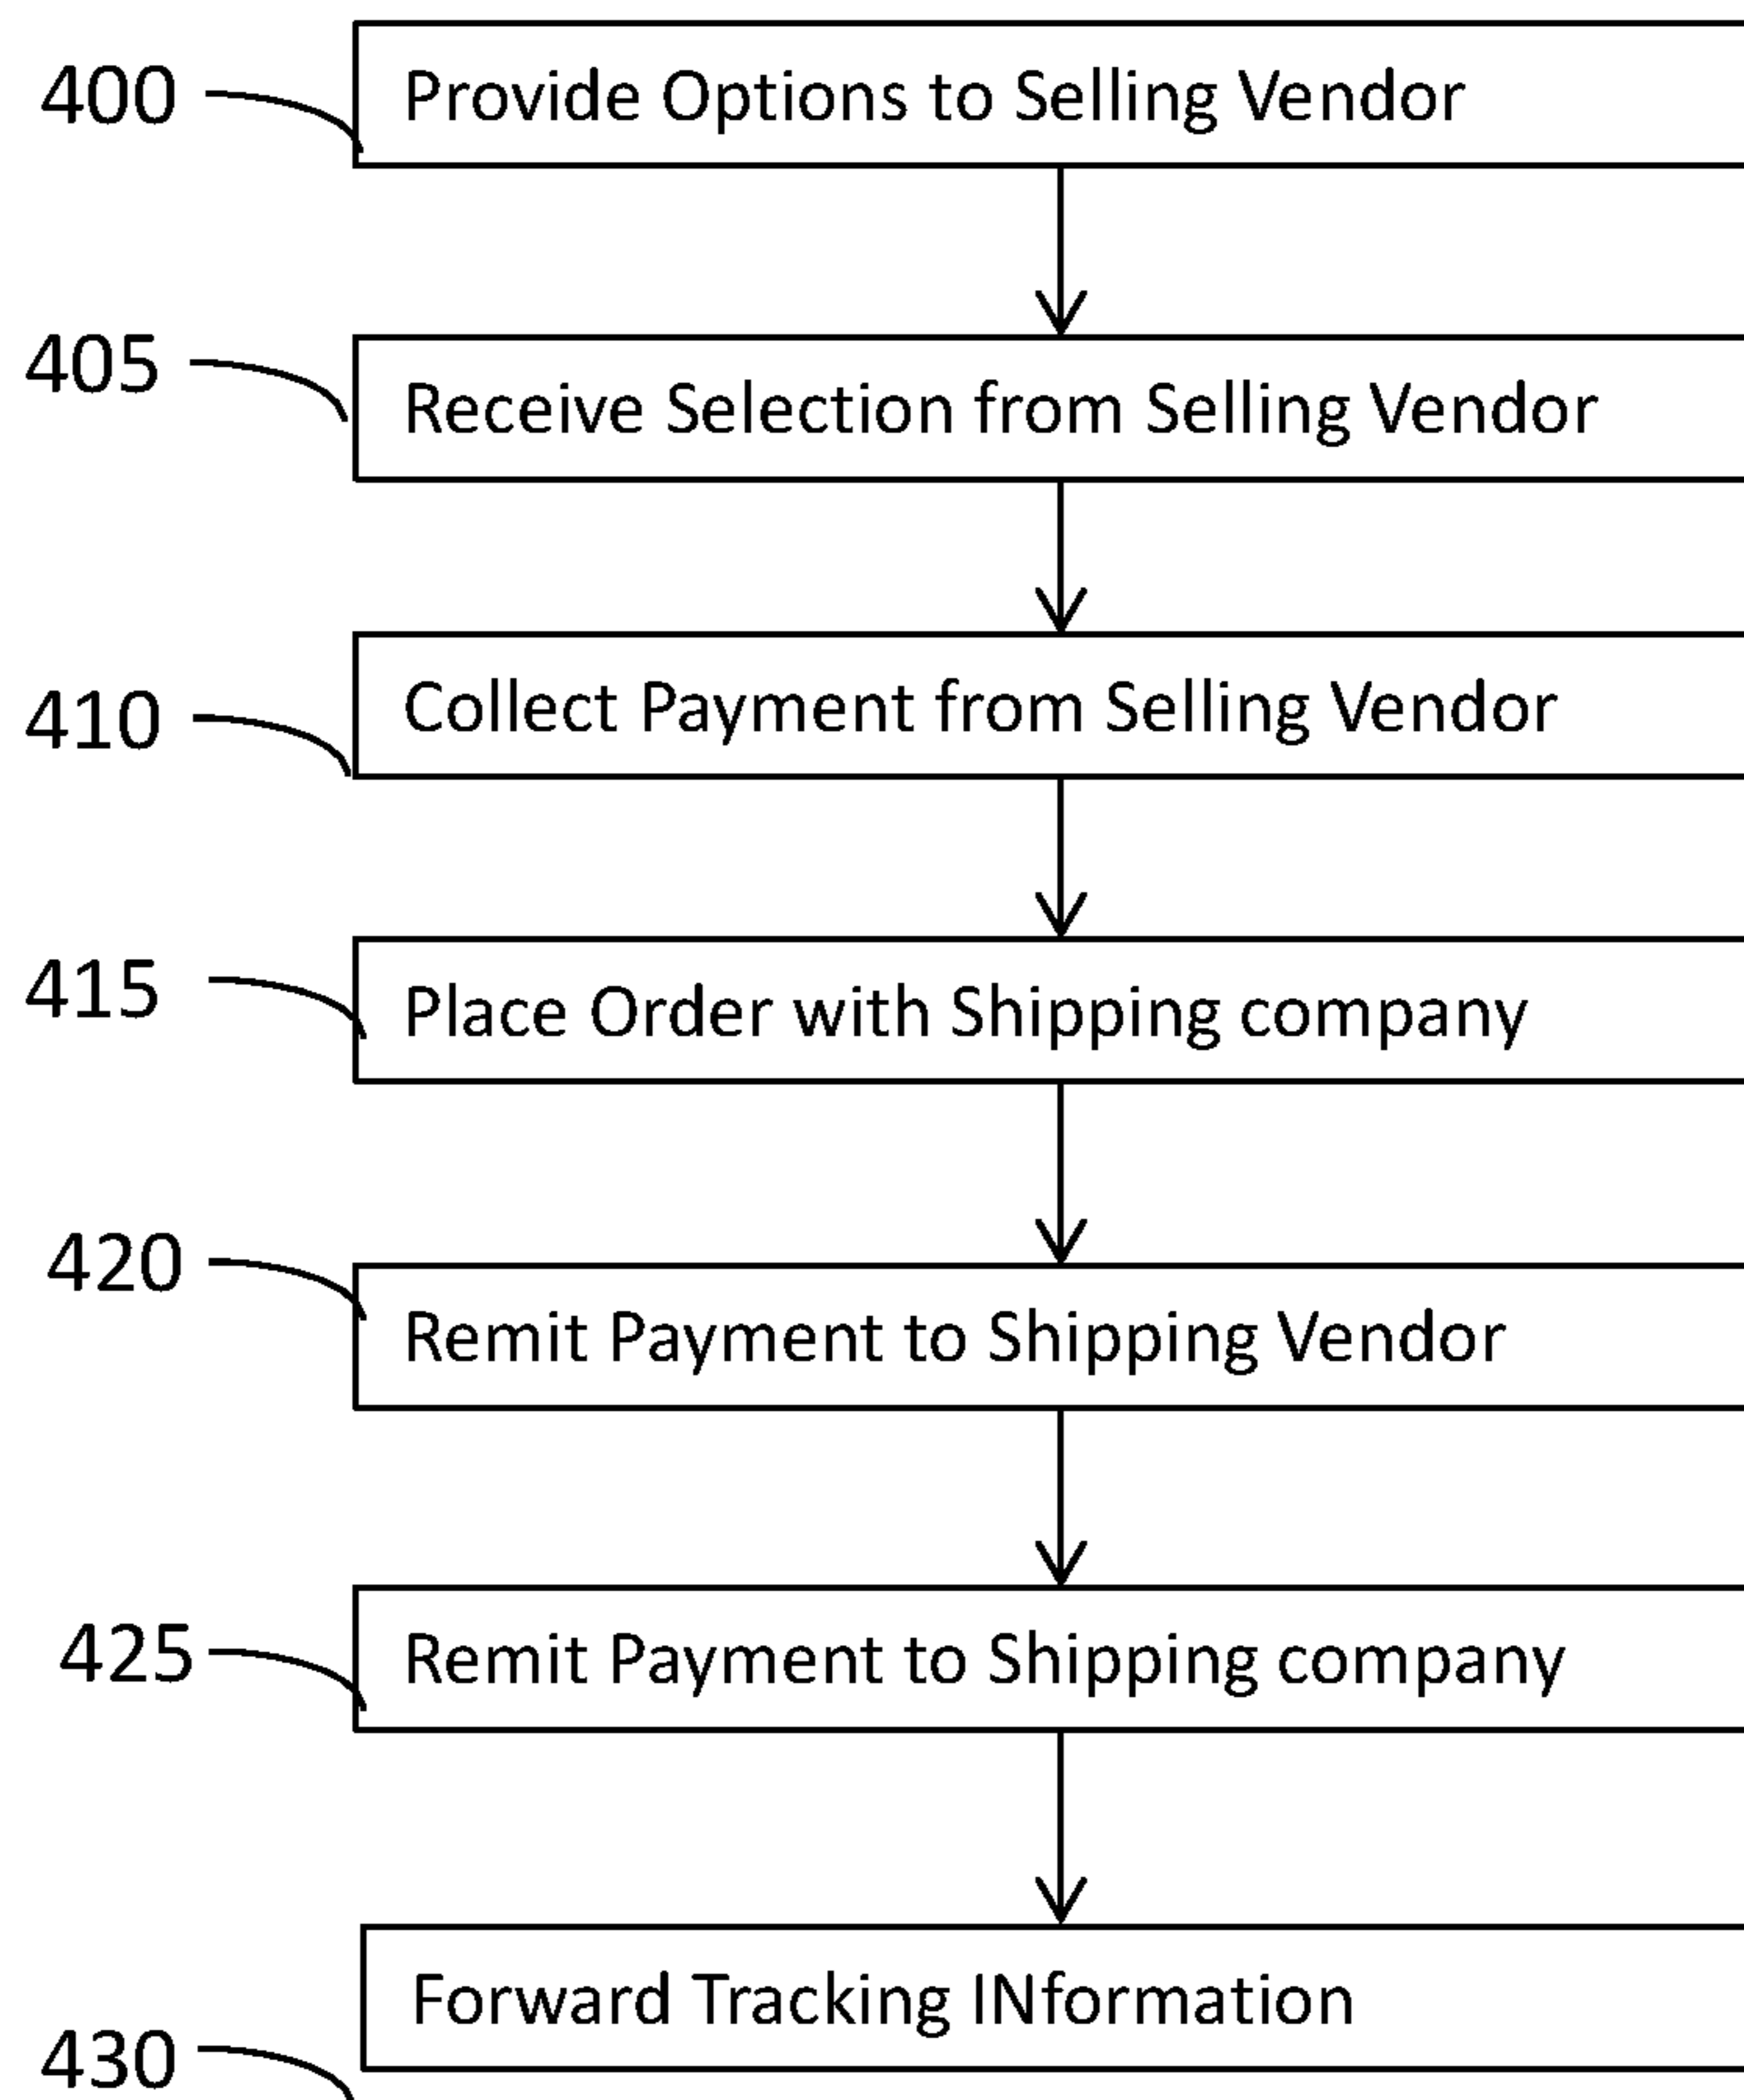 400 Provide Options to Selling Vendor
405 Receive Selection from Selling Vendor
410 Collect Payment from Selling Vendor
415 Place Order with Shipping company
420 Remit Payment to Shipping Vendor
425 Remit Payment to Shipping company
Forward Tracking INformation
430